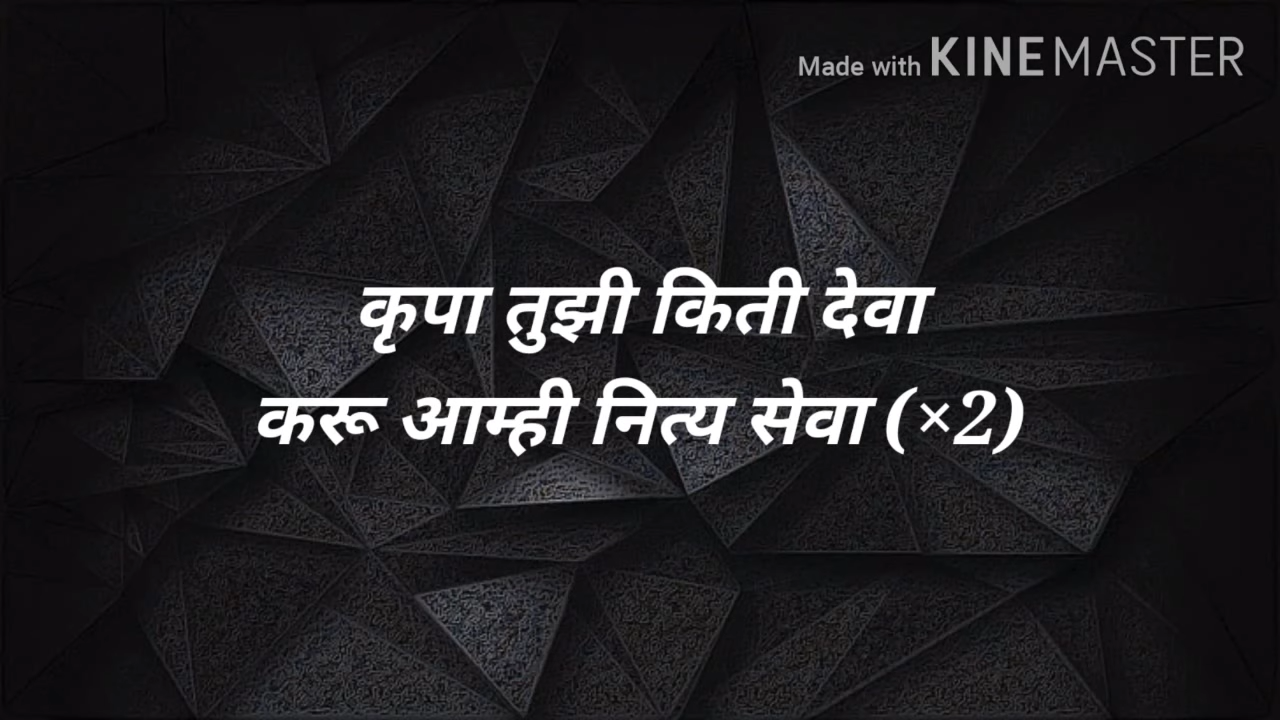 Made with KINEMASTER
कृपा तुझी किती देवा
करू आम्ही नित्य सेवा (×2)